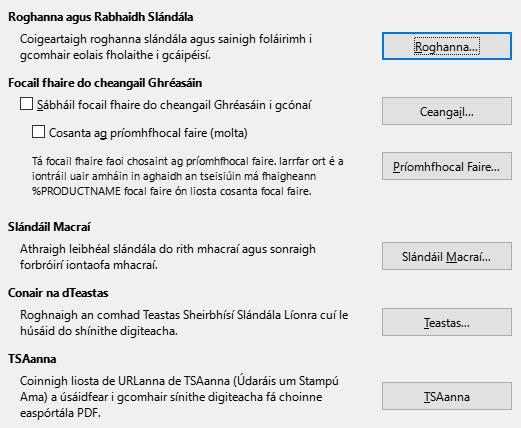 Roghanna agus Rabhaidh Slándála
Coigeartaigh roghanna slándála agus sainigh foláirimh i
gcomhair eolais fholaithe i gcáipéisí.
Roghanna...
Focail fhaire do cheangail Ghréasáin
Sábháil focail fhaire do cheangail Ghréasáin i gcónaí
Ceangail...
Cosanta ag príomhfhocal faire (molta)
Tá focail fhaire faoi chosaint ag príomhfhocal faire. Iarrfar ort é a
iontráil uair amháin in aghaidh an tseisiúin má fhaigheann
%PRODUCTNAME focal faire ón liosta cosanta focal faire.
Príomhfhocal Faire...
Slándáil Macraí
Athraigh leibhéal slándála do rith mhacraí agus sonraigh
forbróirí iontaofa mhacraí.
Slándáil Macraí...
Conair na dTeastas
Roghnaigh an comhad Teastas Sheirbhísí Slándála Líonra cuí le
húsáid do shínithe digiteacha.
Teastas...
TSAanna
Coinnigh liosta de URLanna de TSAanna (Údaráis um Stampú
Ama) a úsáidfear i gcomhair sínithe digiteacha fá choinne
easpórtála PDF.
TSAanna